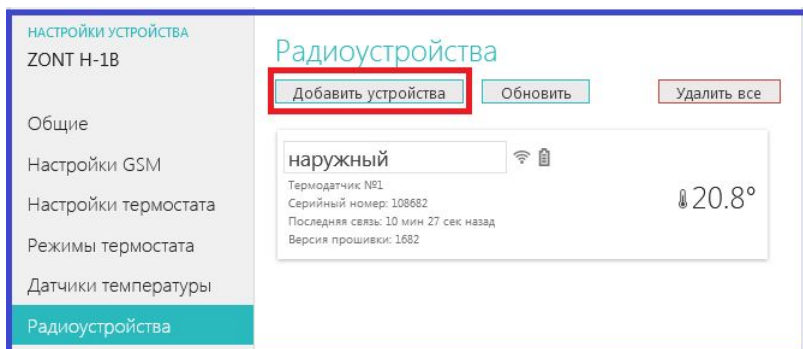 НАСТРОЙКИ УСТРОЙСТВА
ZONT H-1В
Общие
Настройки GSM
Настройки термостата
Режимы термостата
Датчики температуры
Радиоустройства
Радиоустройства
Добавить устройства
Обновить
Удалить все
наружный
Термодатчик №1
Серийный номер: 108682
Последняя связь: 10 мин 27 сек назад
Версия прошивки: 1682
20.8°